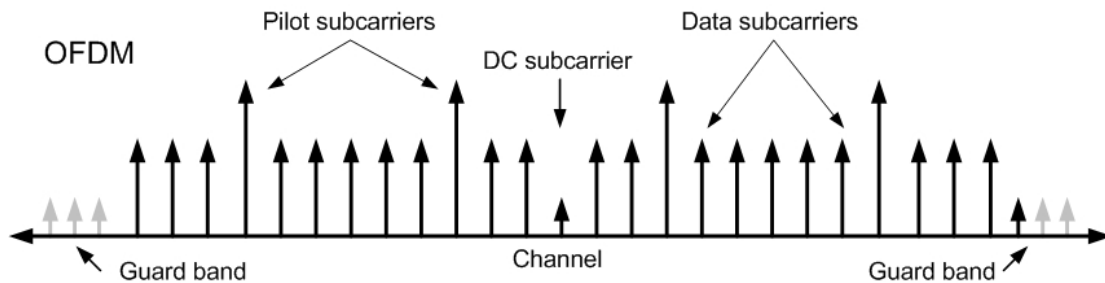 Pilot subcarriers
Data subcarriers
OFDM
DC subcarrier
Channel
Guard band
Guard band